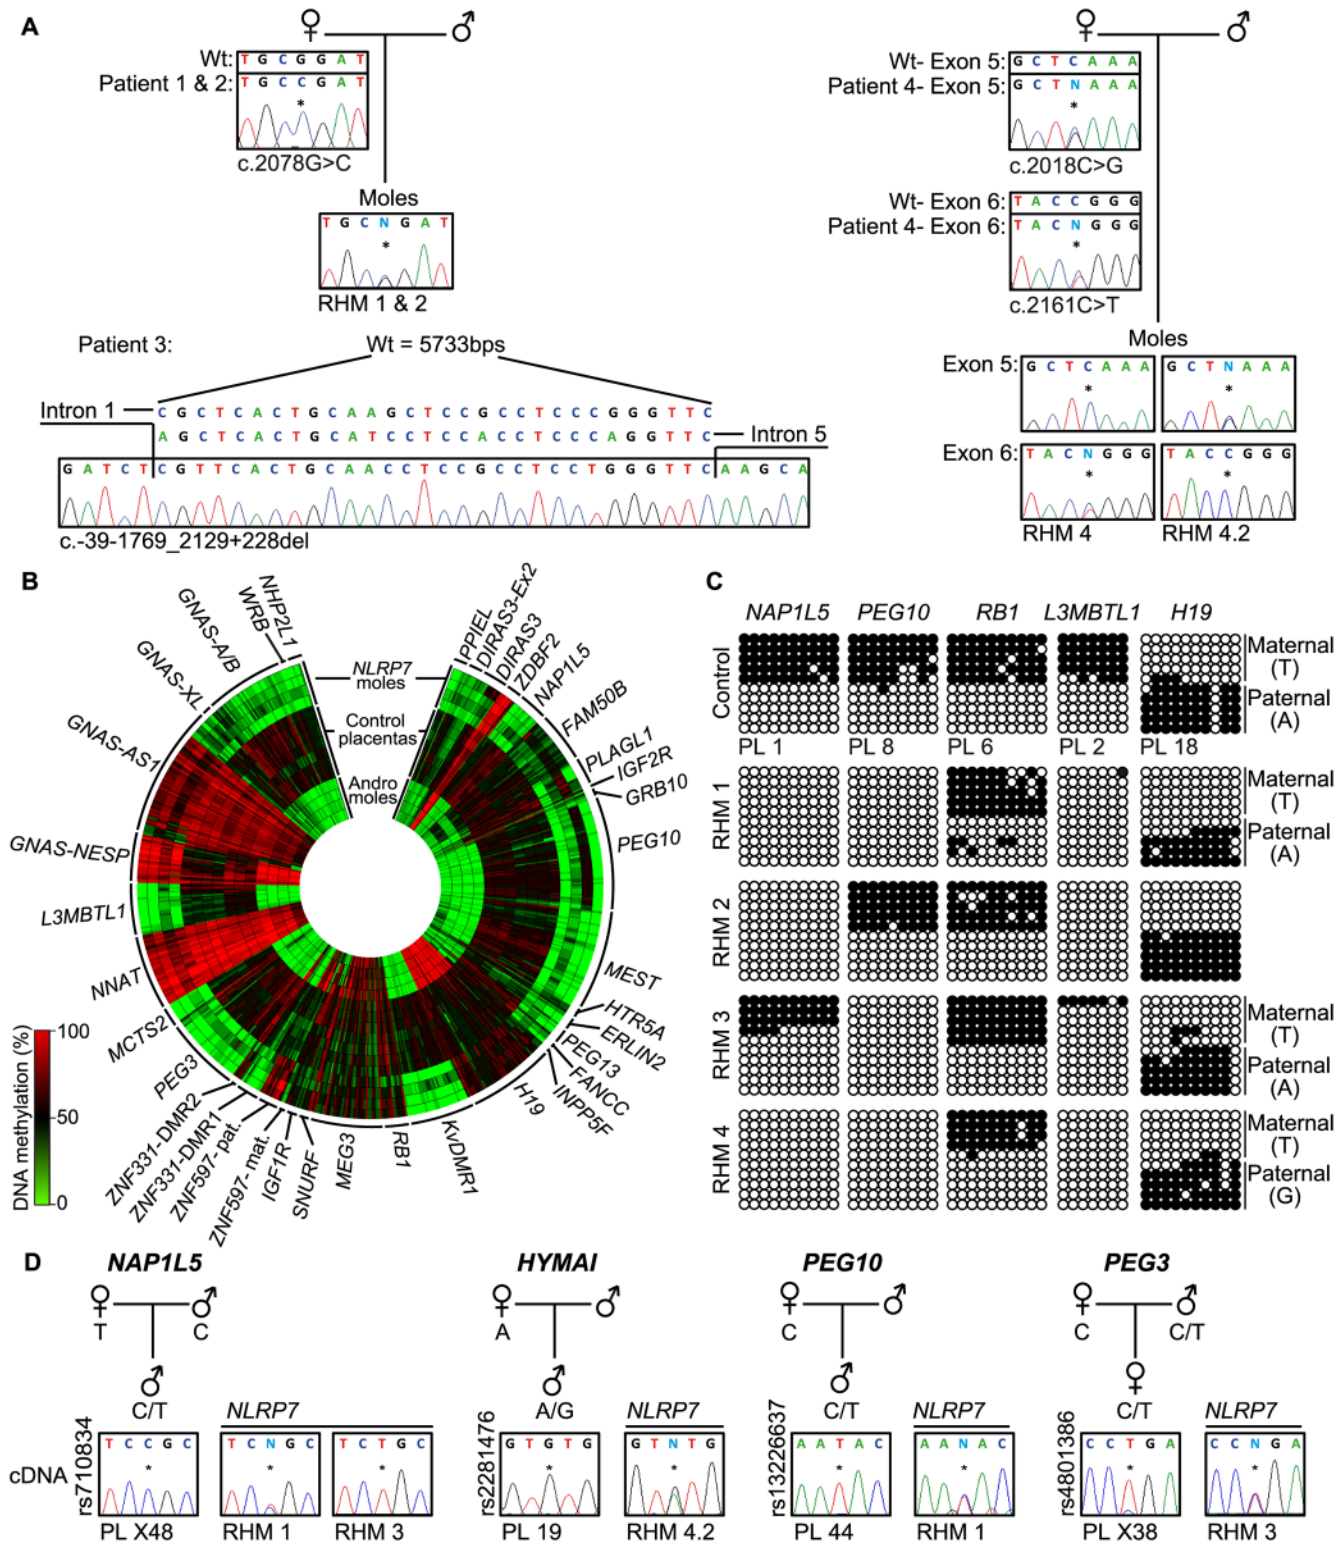 A
Wt: T G C G G A T
Patient 1 & 2: T G C C G A T
*
c.2078G>C
Moles
T G C N G A T
*
RHM 1 & 2
Wt- Exon 5: G C T C A A A
Patient 4- Exon 5: G C T N A A A
*
c.2018C>G
Wt- Exon 6: T A C C G G G
Patient 4- Exon 6: T A C N G G G
*
c.2161C>T
Moles
Exon 5: G C T C A A A G C T N A A A
* *
Exon 6: T A C N G G G T A C C G G G
* *
RHM 4 RHM 4.2
Patient 3: Wt = 5733bps
Intron 1 C G C T C A C T G C A A G C T C C G C C T C C C G G G T T C
A G C T C A C T G C A T C C T C C A C C T C C C A G G T T C Intron 5
G A T C T C G T T C A C T G C A A C C T C C G C C T C C T G G G T T C A A G C A
c.-39-1769_2129+228del
B
NHP2L1
WRB
GNAS-A/B
GNAS-XL
GNAS-AS1
GNAS-NESP
L3MBTL1
NNAT
MCTS2
PEG3
ZNF331-DMR2
ZNF331-DMR1
ZNF597- pat.
ZNF597- mat.
IGF1R
SNURF
MEG3
RB1
KvDMR1
H19
INPP5F
FANCC
PEG13
ERLIN2
HTR5A
MEST
PEG10
GRB10
IGF2R
PLAGL1
FAM50B
NAP1L5
ZDBF2
DIRAS3
DIRAS3-Ex2
PPIEL
NLRP7
moles
Control
placentas
Andro
moles
DNA methylation (%)
100
50
0
C
NAP1L5 PEG10 RB1 L3MBTL1 H19
Control
Maternal
(T)
Paternal
(A)
PL 1 PL 8 PL 6 PL 2 PL 18
RHM 1
Maternal
(T)
Paternal
(A)
RHM 2
RHM 3
Maternal
(T)
Paternal
(A)
RHM 4
Maternal
(T)
Paternal
(G)
D
NAP1L5 HYMAI PEG10 PEG3
T C A C C C/T
C/T NLRP7 A/G NLRP7 C/T NLRP7 C/T NLRP7
cDNA
rs710834
T C C G C T C N G C T C T G C
* * *
PL X48 RHM 1 RHM 3
rs2281476
G T G T G G T N T G
* *
PL 19 RHM 4.2
rs13226637
A A T A C A A N A C
* *
PL 44 RHM 1
rs4801386
C C T G A C C N G A
* *
PL X38 RHM 3